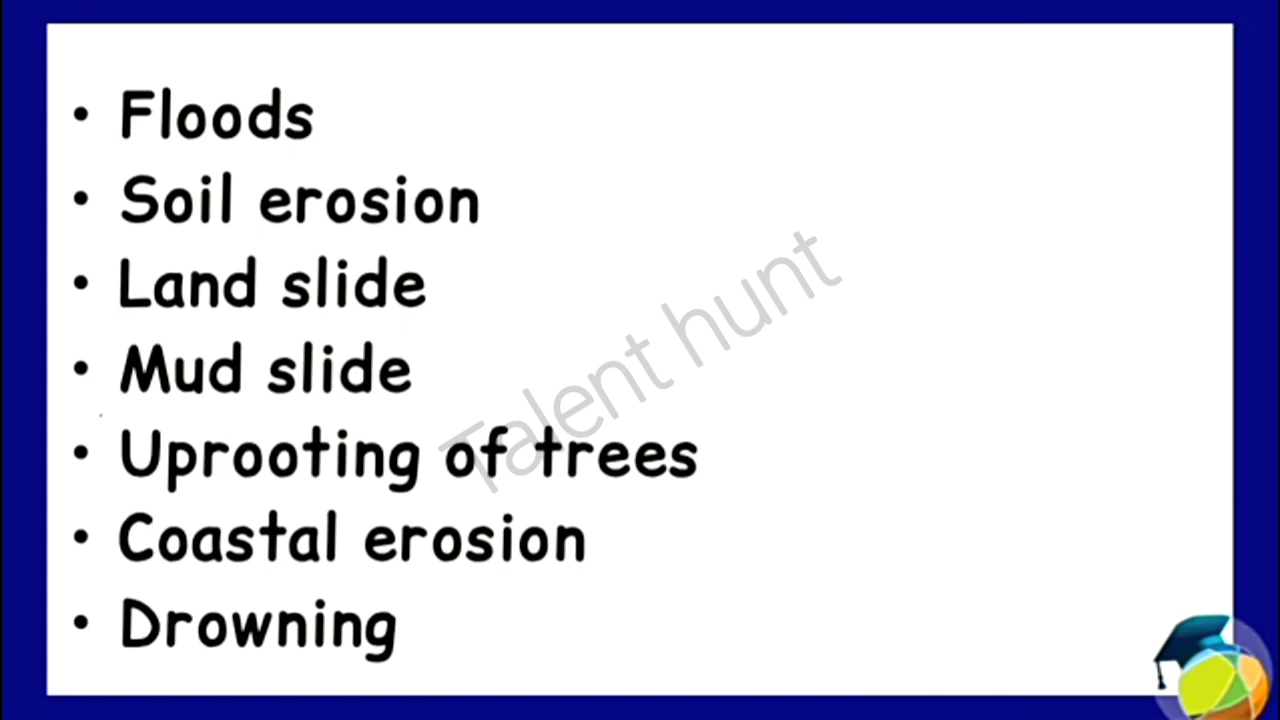 • Floods
• Soil erosion
• Land slide
• Mud slide
• Uprooting of trees
• Coastal erosion
• Drowning
Talent hunt